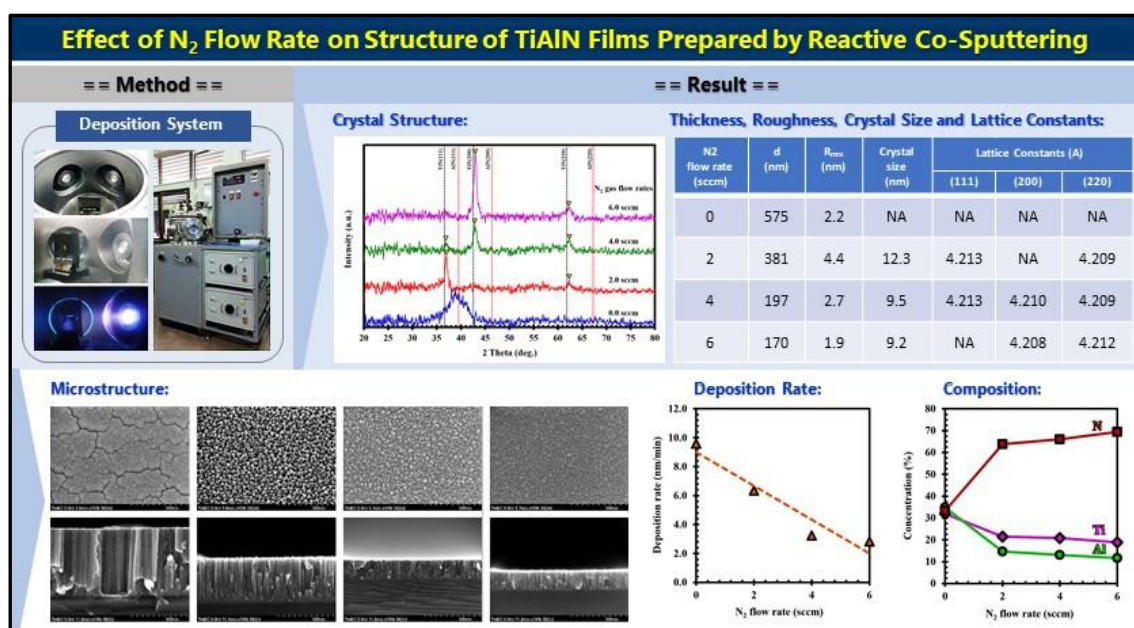 Effect of N₂ Flow Rate on Structure of TiAlN Films Prepared by Reactive Co-Sputtering
== Method ==
== Result ==
Deposition System
Crystal Structure:
Intensity (a.u.)
N₂ gas flow rates
6.0 sccm
4.0 sccm
2.0 sccm
0.0 sccm
20 25 30 35 40 45 50 55 60 65 70 75 80
2 Theta (deg.)
Thickness, Roughness, Crystal Size and Lattice Constants:
N2 flow rate (sccm) d (nm) Rms (nm) Crystal size (nm) Lattice Constants (A)
(111) (200) (220)
0 575 2.2 NA NA NA NA
2 381 4.4 12.3 4.213 NA 4.209
4 197 2.7 9.5 4.213 4.210 4.209
6 170 1.9 9.2 NA 4.208 4.212
Microstructure:
Deposition Rate:
Deposition rate (nm/min)
12.0
10.0
8.0
6.0
4.0
2.0
0.0
0 2 4 6
N₂ flow rate (sccm)
Composition:
Concentration (%)
80
70
60
50
40
30
20
10
0
N
Ti
Al
0 2 4 6
N₂ flow rate (sccm)